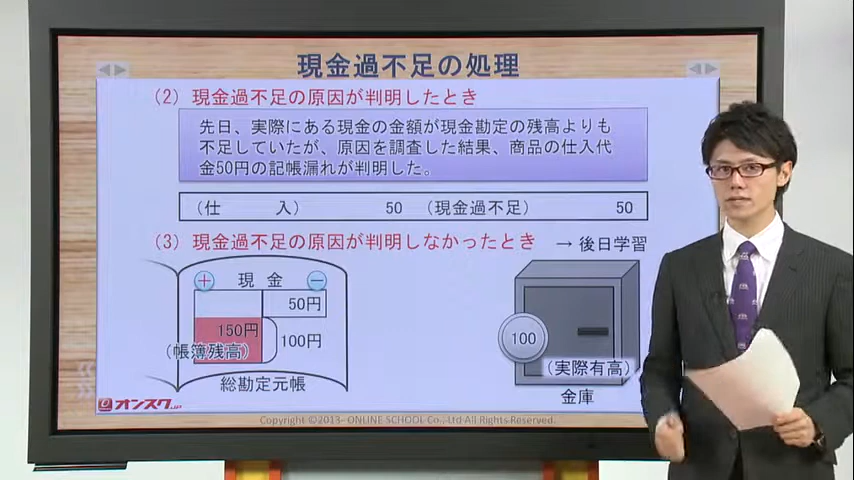 現金過不足の処理
(2) 現金過不足の原因が判明したとき
先日、実際にある現金の金額が現金勘定の残高よりも
不足していたが、原因を調査した結果、商品の仕入代
金50円の記帳漏れが判明した。
(仕 入) 50 (現金過不足) 50
(3) 現金過不足の原因が判明しなかったとき → 後日学習
+ 現 金 −
50円
150円
100円
(帳簿残高)
総勘定元帳
100
(実際有高)
金庫
オンスク.JP
Copyright ©2013- ONLINE SCHOOL Co., Ltd All Rights Reserved.